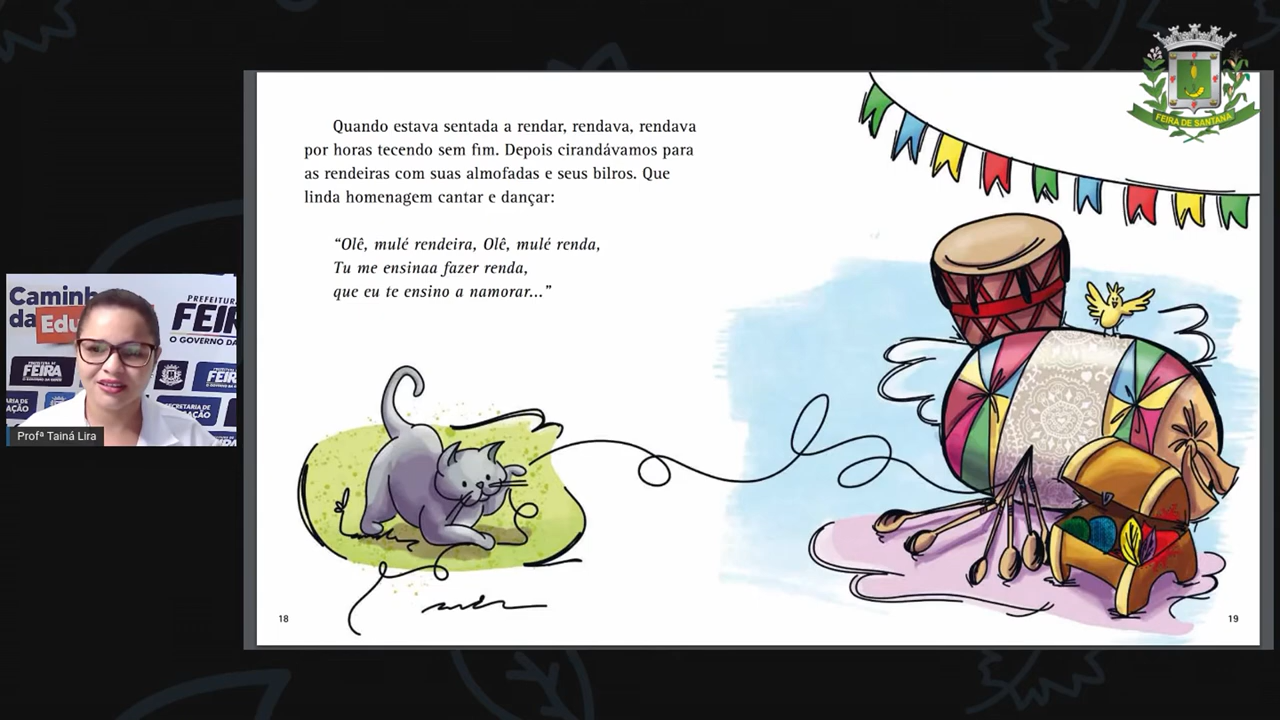 FEIRA DE SANTANA
Quando estava sentada a rendar, rendava, rendava
por horas tecendo sem fim. Depois cirandávamos para
as rendeiras com suas almofadas e seus bilros. Que
linda homenagem cantar e dançar:
“Olê, mulé rendeira, Olê, mulé renda,
Tu me ensinaa fazer renda,
que eu te ensino a namorar...”
18
19
PREFEITURA
FEIRA
Profª Tainá Lira